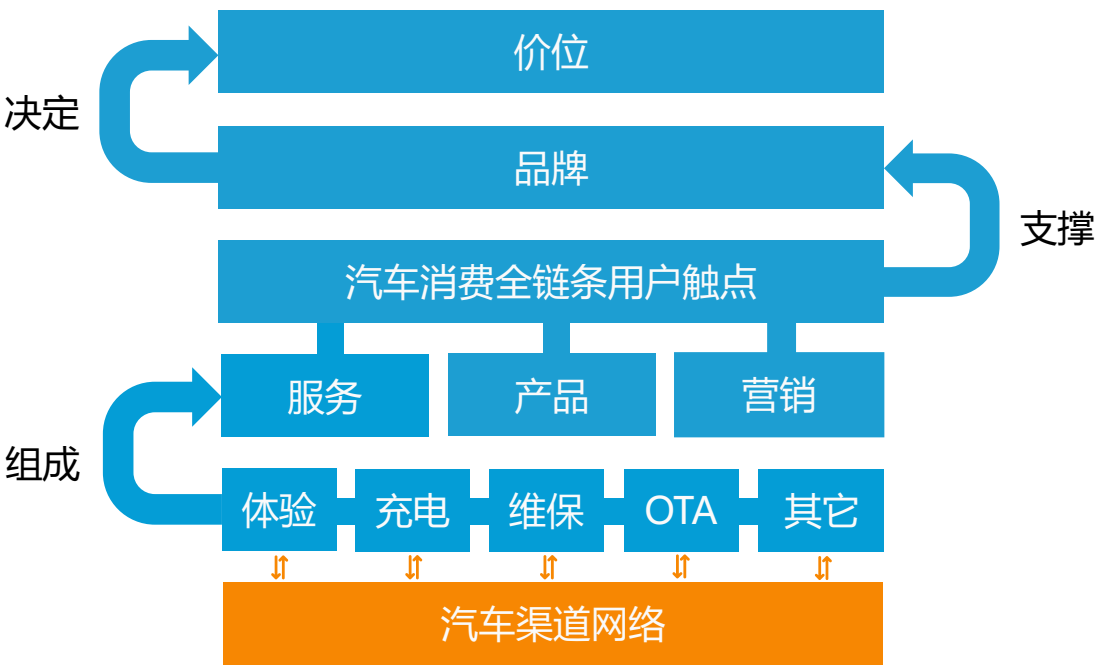 价位
决定
品牌
支撑
汽车消费全链条用户触点
服务
产品
营销
组成
体验
充电
维保
OTA
其它
汽车渠道网络